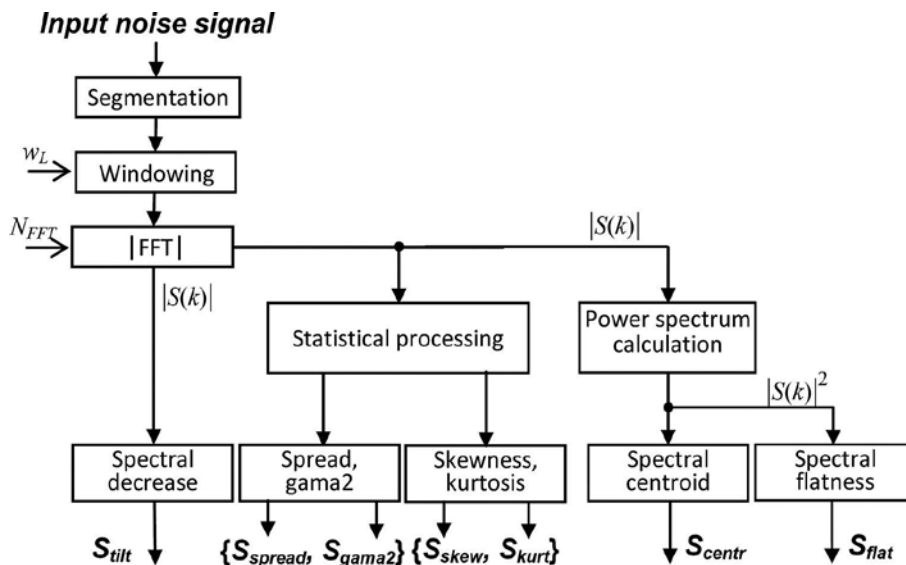 Input noise signal
Segmentation
w_L
Windowing
N_FFT
|FFT|
|S(k)|
|S(k)|
Statistical processing
Power spectrum
calculation
|S(k)|²
Spectral
decrease
Spread,
gama2
Skewness,
kurtosis
Spectral
centroid
Spectral
flatness
S_tilt
{S_spread, S_gama2}
{S_skew, S_kurt}
S_centr
S_flat